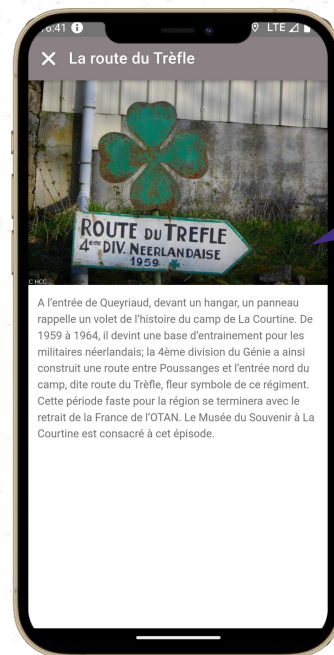 6:41
LTE
La route du Trèfle
ROUTE DU TREFLE
4ème DIV. NEERLANDAISE
1959
C HCC
A l'entrée de Queyriaud, devant un hangar, un panneau
rappelle un volet de l'histoire du camp de La Courtine. De
1959 à 1964, il devint une base d'entrainement pour les
militaires néerlandais; la 4ème division du Génie a ainsi
construit une route entre Poussanges et l'entrée nord du
camp, dite route du Trèfle, fleur symbole de ce régiment.
Cette période faste pour la région se terminera avec le
retrait de la France de l'OTAN. Le Musée du Souvenir à La
Courtine est consacré à cet épisode.